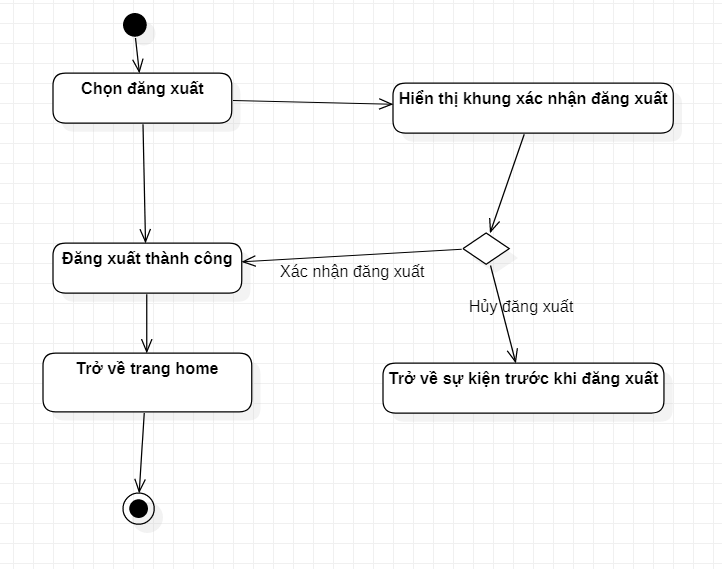 Chọn đăng xuất
Hiển thị khung xác nhận đăng xuất
Đăng xuất thành công
Xác nhận đăng xuất
Hủy đăng xuất
Trở về trang home
Trở về sự kiện trước khi đăng xuất